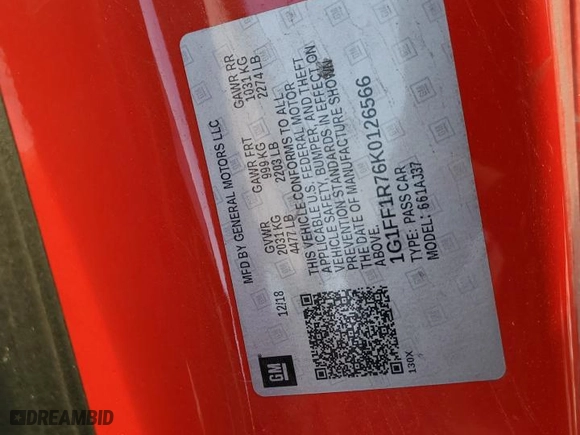 MFD BY GENERAL MOTORS LLC
12/18
GVWR GAWR FRT GAWR RR
2031 KG 999 KG 1031 KG
4477 LB 2203 LB 2274 LB
THIS VEHICLE CONFORMS TO ALL
APPLICABLE U.S. FEDERAL MOTOR
VEHICLE SAFETY, BUMPER, AND THEFT
PREVENTION STANDARDS IN EFFECT ON
THE DATE OF MANUFACTURE SHOWN
ABOVE.
1G1FF1R76K0126566
TYPE: PASS CAR
MODEL: 661AJ37
GM
130X
DREAMBID